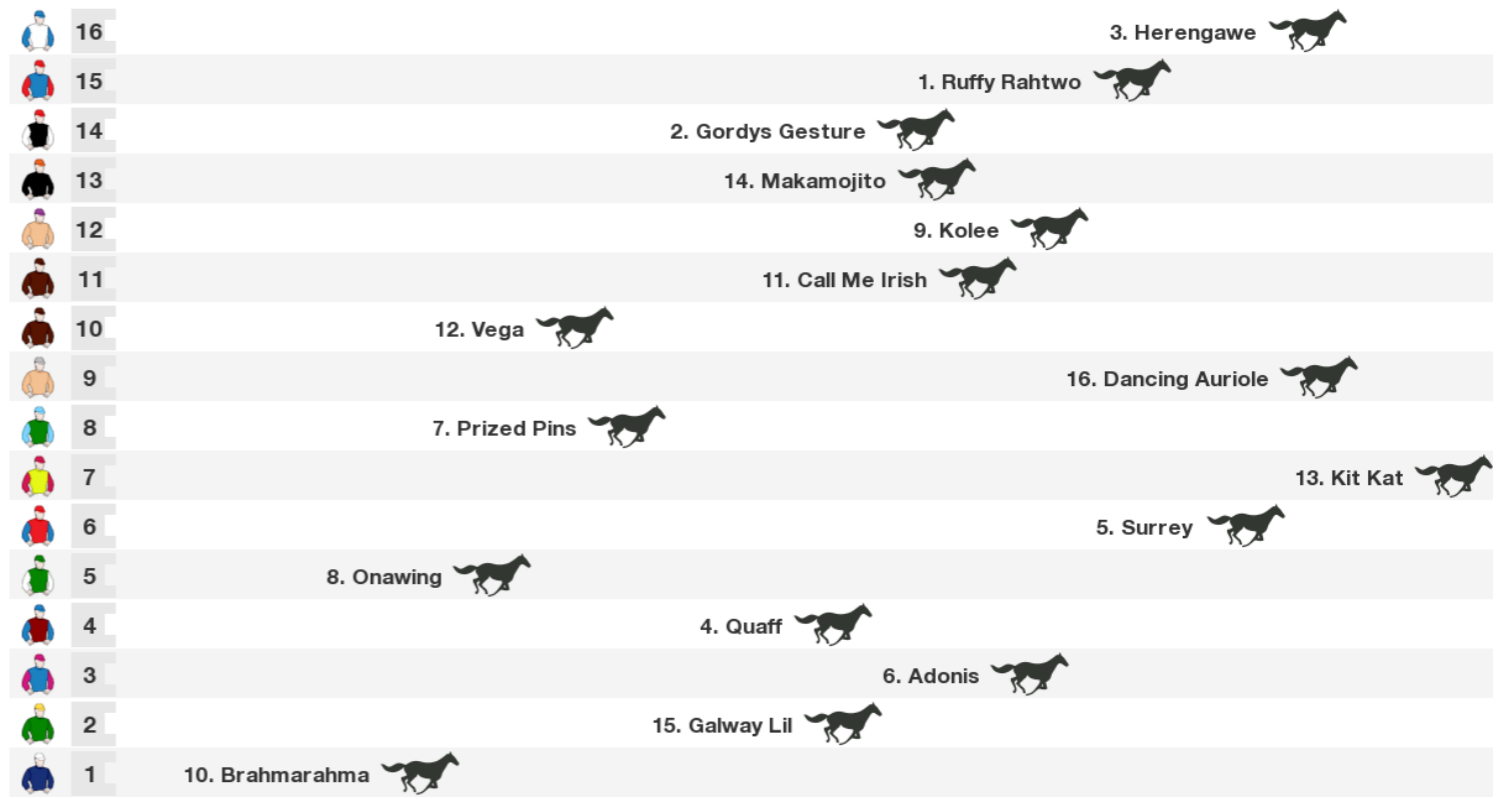 16 3. Herengawe
15 1. Ruffy Rahtwo
14 2. Gordys Gesture
13 14. Makamojito
12 9. Kolee
11 11. Call Me Irish
10 12. Vega
9 16. Dancing Auriole
8 7. Prized Pins
7 13. Kit Kat
6 5. Surrey
5 8. Onawing
4 4. Quaff
3 6. Adonis
2 15. Galway Lil
1 10. Brahmarahma